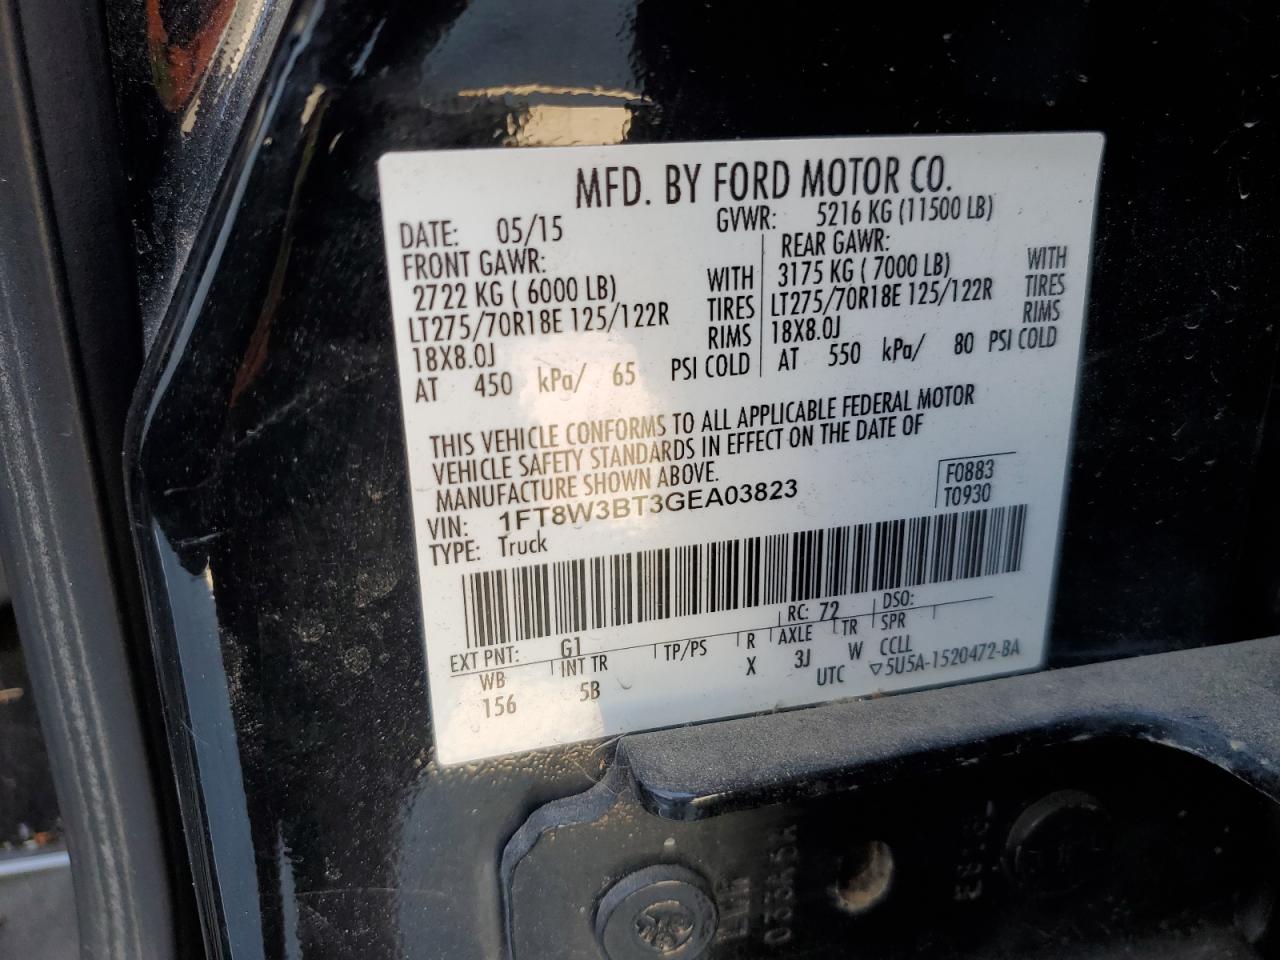 MFD. BY FORD MOTOR CO.
DATE: 05/15 GVWR: 5216 KG (11500 LB)
FRONT GAWR:
2722 KG ( 6000 LB) WITH
LT275/70R18E 125/122R TIRES
18X8.0J RIMS
AT 450 kPa/ 65 PSI COLD
REAR GAWR:
3175 KG ( 7000 LB) WITH
LT275/70R18E 125/122R TIRES
18X8.0J RIMS
AT 550 kPa/ 80 PSI COLD
THIS VEHICLE CONFORMS TO ALL APPLICABLE FEDERAL MOTOR
VEHICLE SAFETY STANDARDS IN EFFECT ON THE DATE OF
MANUFACTURE SHOWN ABOVE.
VIN: 1FT8W3BT3GEA03823
TYPE: Truck
F0883
T0930
EXT PNT: G1 RC: 72 DSO:
WB INT TR TP/PS R AXLE TR SPR
156 5B X 3J W CCLL
UTC ▽5U5A-1520472-BA